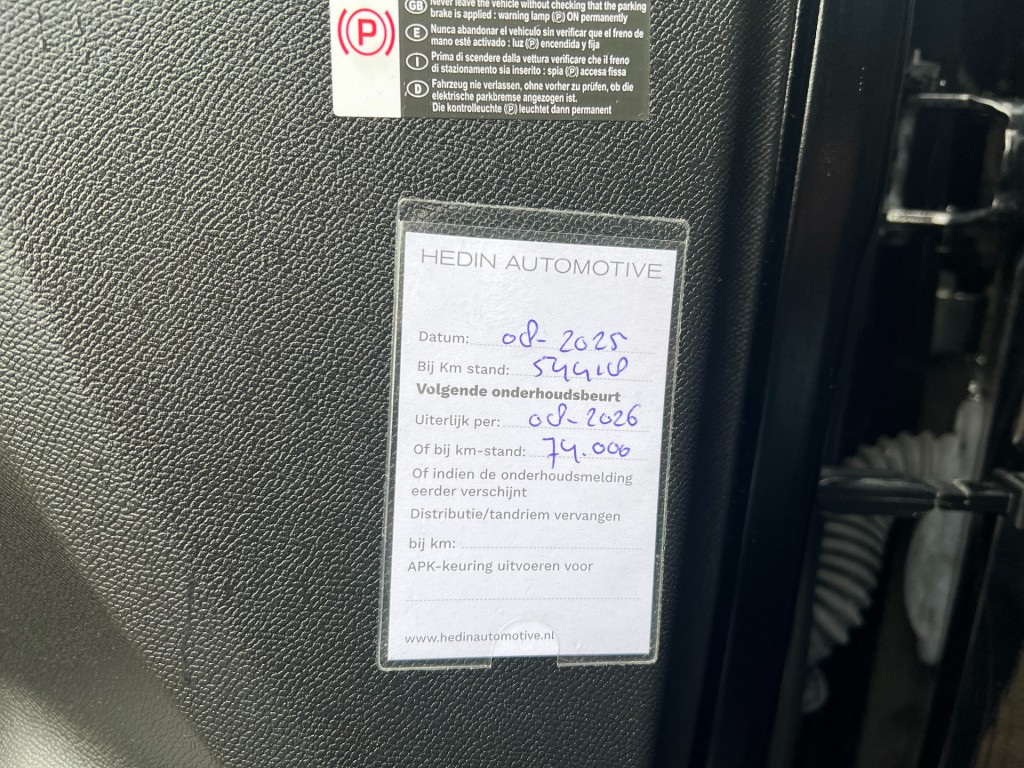 GB Never leave the vehicle without checking that the parking
brake is applied : warning lamp (P) ON permanently
(P)
E Nunca abandonar el vehiculo sin verificar que el freno de
mano esté activado : luz (P) encendida y fija
I Prima di scendere dalla vettura verificare che il freno
di stazionamento sia inserito : spia (P) accesa fissa
D Fahrzeug nie verlassen, ohne vorher zu prüfen, ob die
elektrische parkbremse angezogen ist.
Die kontrolleuchte (P) leuchtet dann permanent
HEDIN AUTOMOTIVE
Datum: 08-2025
Bij Km stand:
Volgende onderhoudsbeurt
Uiterlijk per: 08-2026
Of bij km-stand: 74.000
Of indien de onderhoudsmelding
eerder verschijnt
Distributie/tandriem vervangen
bij km:
APK-keuring uitvoeren voor
www.hedinautomotive.nl